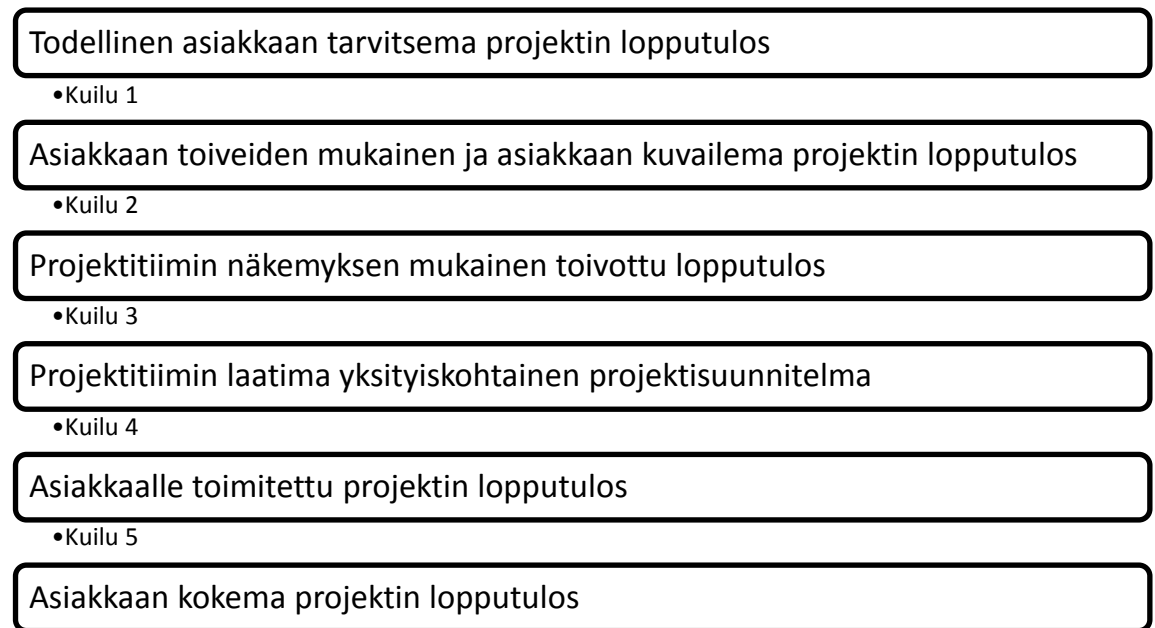 Todellinen asiakkaan tarvitsema projektin lopputulos
•Kuilu 1
Asiakkaan toiveiden mukainen ja asiakkaan kuvailema projektin lopputulos
•Kuilu 2
Projektitiimin näkemyksen mukainen toivottu lopputulos
•Kuilu 3
Projektitiimin laatima yksityiskohtainen projektisuunnitelma
•Kuilu 4
Asiakkaalle toimitettu projektin lopputulos
•Kuilu 5
Asiakkaan kokema projektin lopputulos